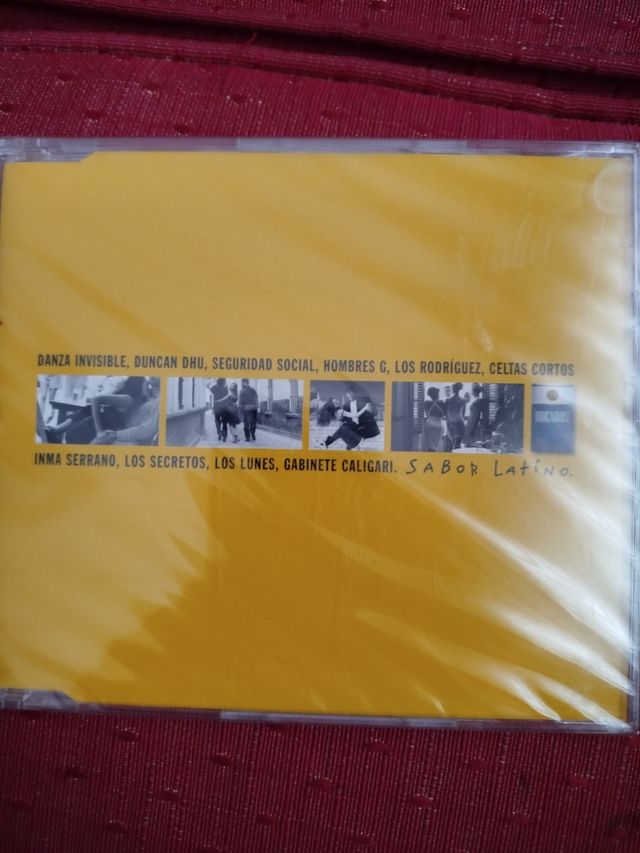 DANZA INVISIBLE, DUNCAN DHU, SEGURIDAD SOCIAL, HOMBRES G, LOS RODRÍGUEZ, CELTAS CORTOS
DUCADOS
INMA SERRANO, LOS SECRETOS, LOS LUNES, GABINETE CALIGARI. SABOR LATINO.